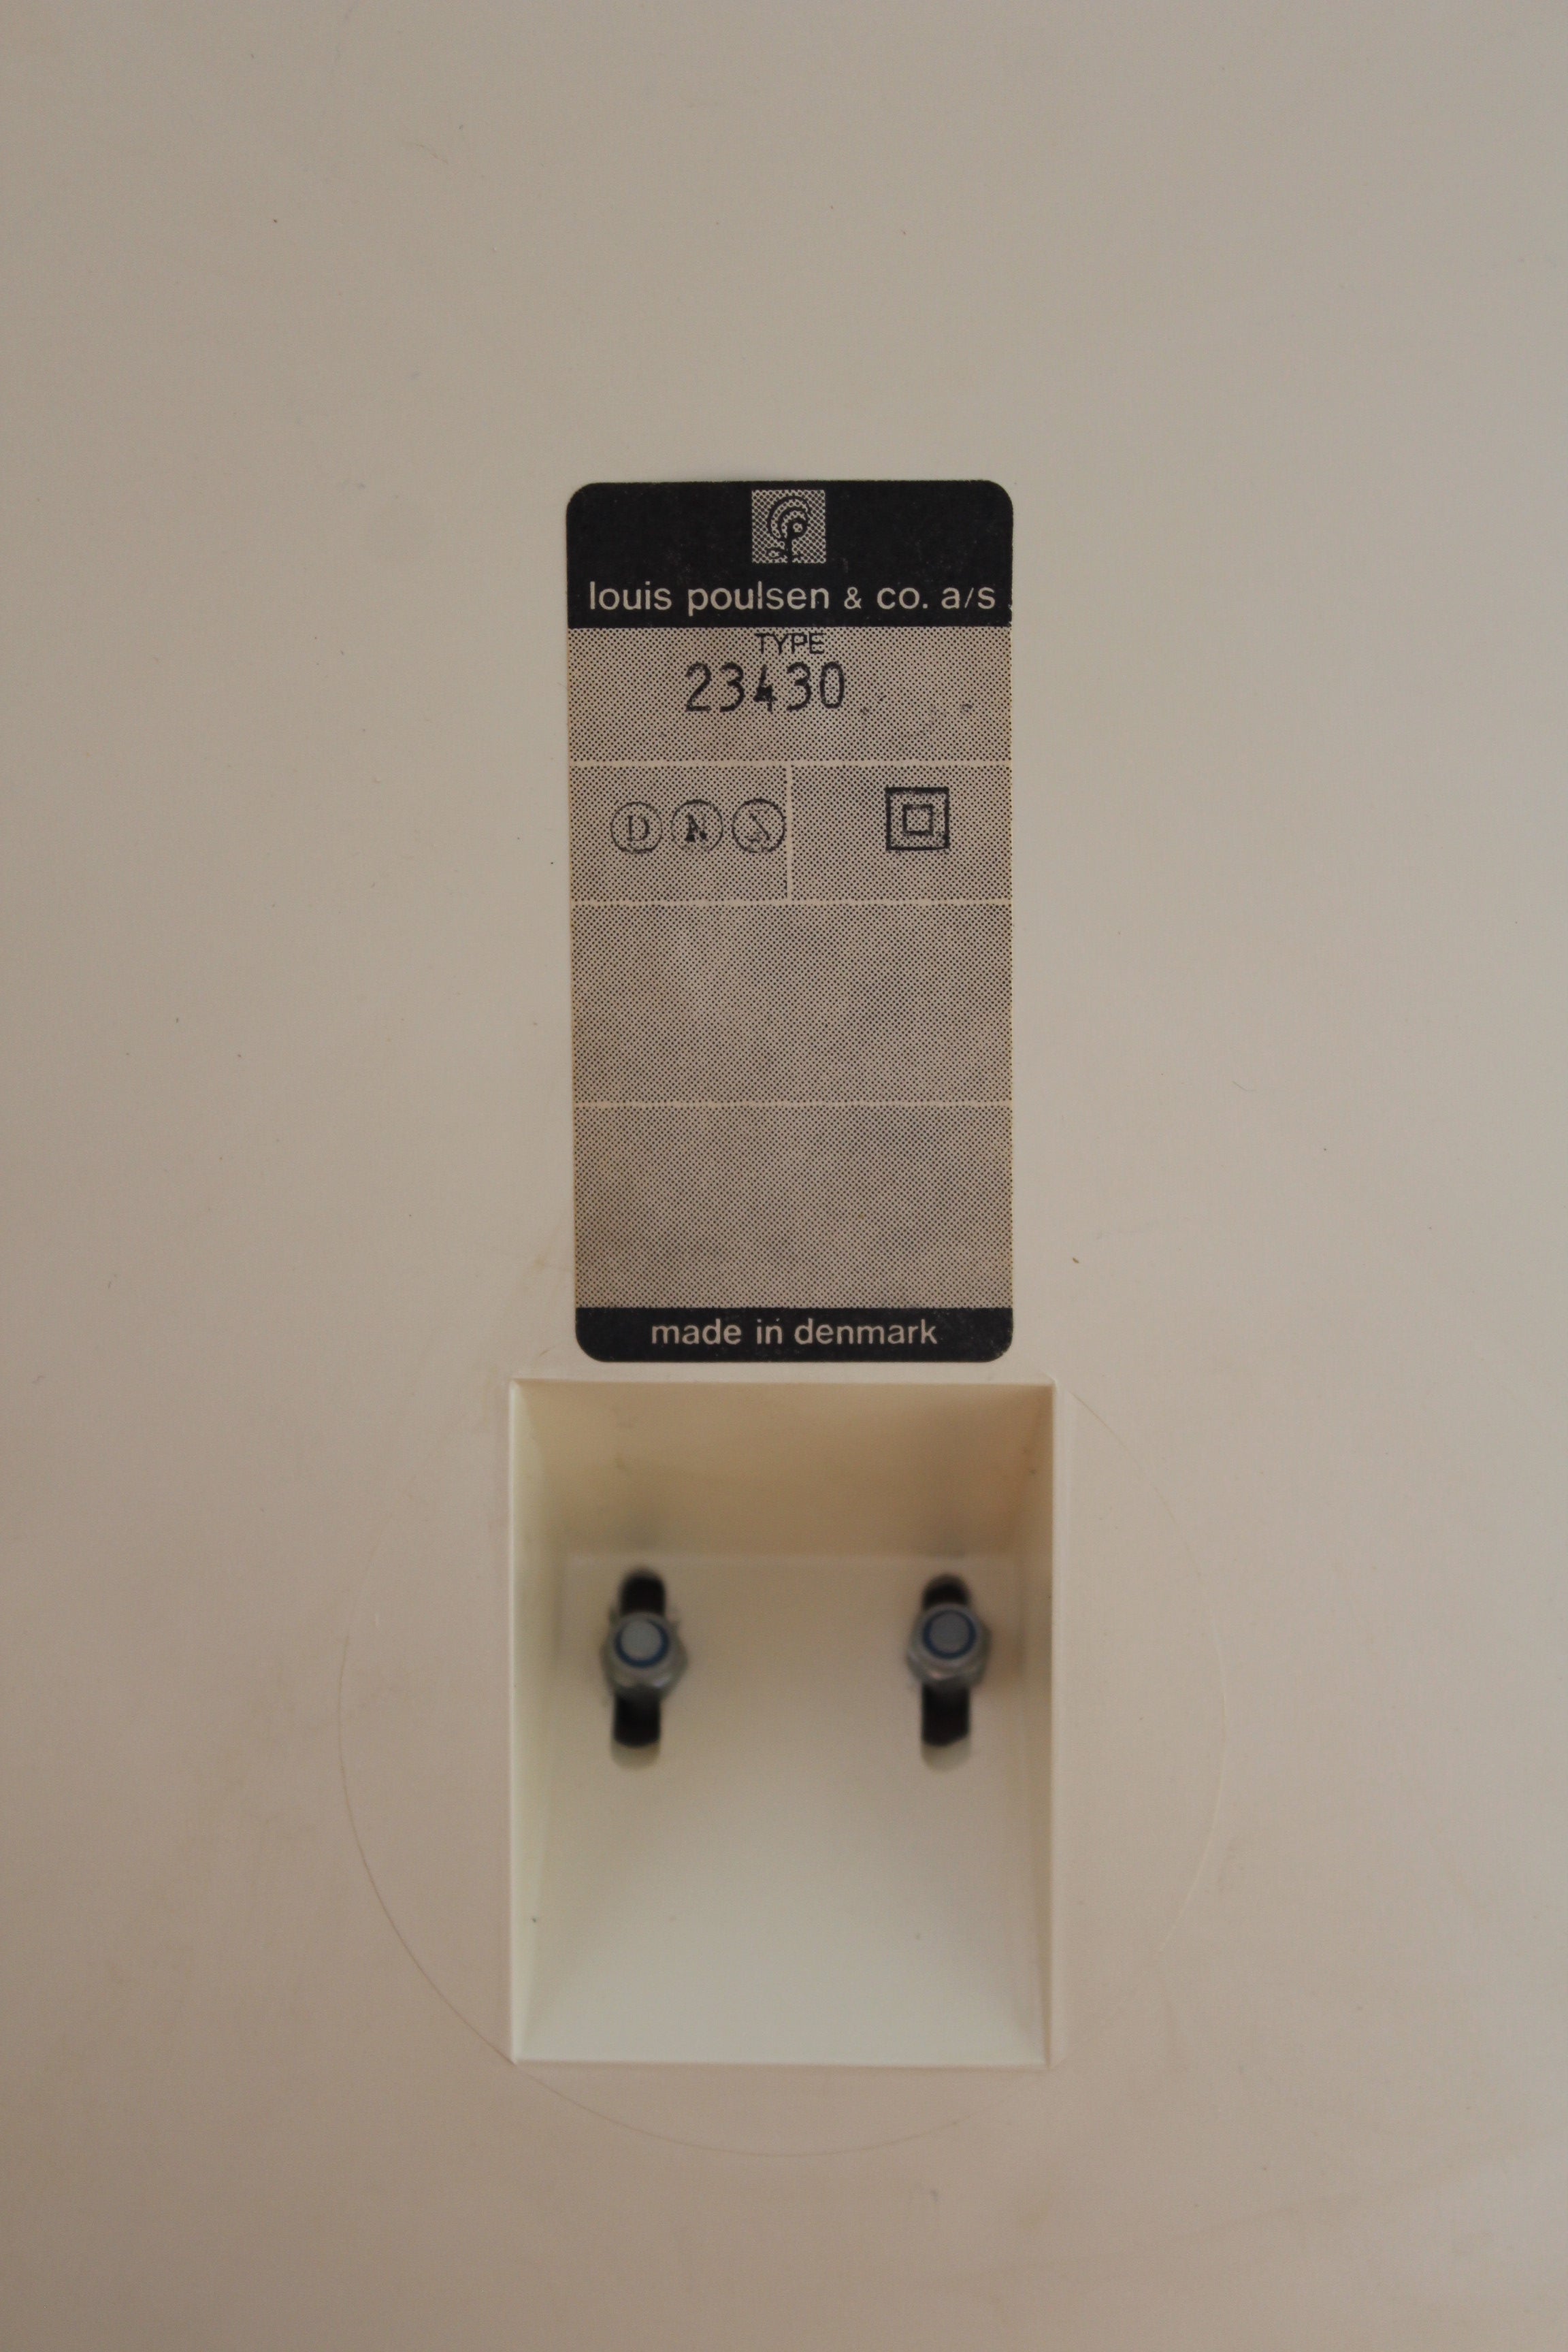 louis poulsen & co. a/s
TYPE
23430
D N S
made in denmark